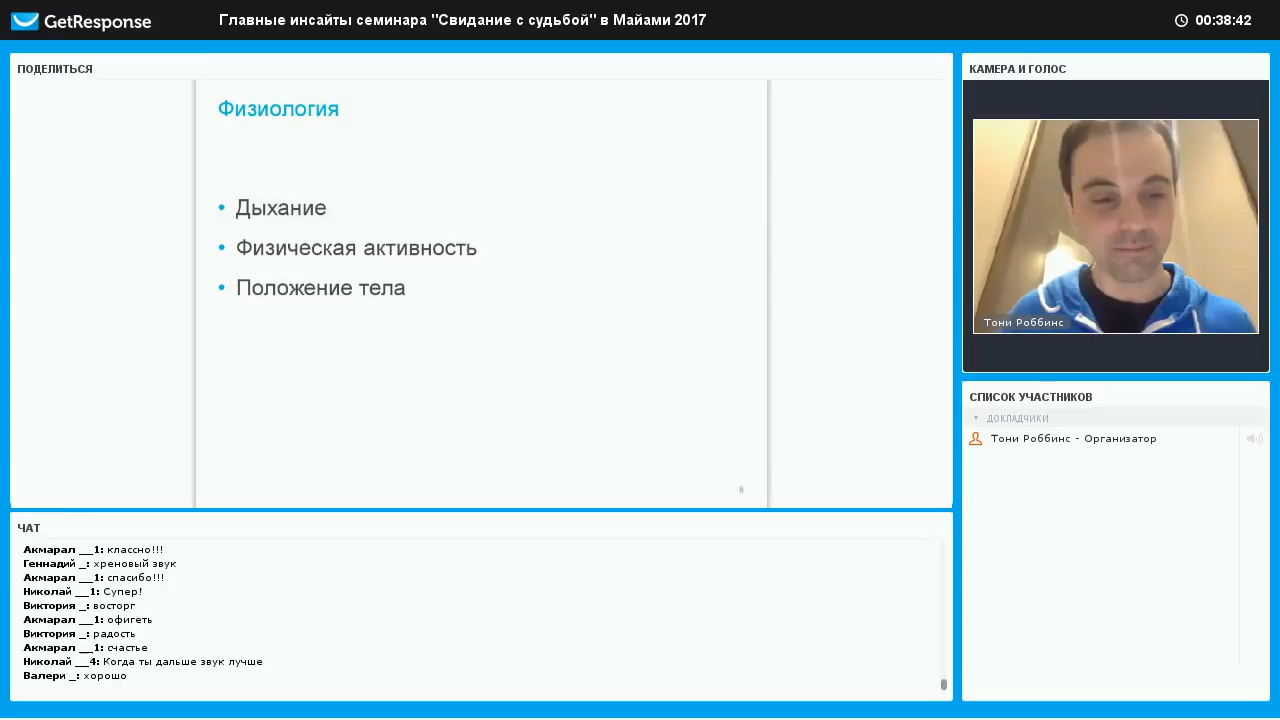 GetResponse
Главные инсайты семинара "Свидание с судьбой" в Майами 2017
00:38:42
ПОДЕЛИТЬСЯ
Физиология
• Дыхание
• Физическая активность
• Положение тела
ЧАТ
Акмарал __1: классно!!!
Геннадий _: хреновый звук
Акмарал __1: спасибо!!!
Николай __1: Супер!
Виктория _: восторг
Акмарал __1: офигеть
Виктория _: радость
Акмарал __1: счастье
Николай __4: Когда ты дальше звук лучше
Валери _: хорошо
КАМЕРА И ГОЛОС
Тони Роббинс
СПИСОК УЧАСТНИКОВ
ДОКЛАДЧИКИ
Тони Роббинс - Организатор